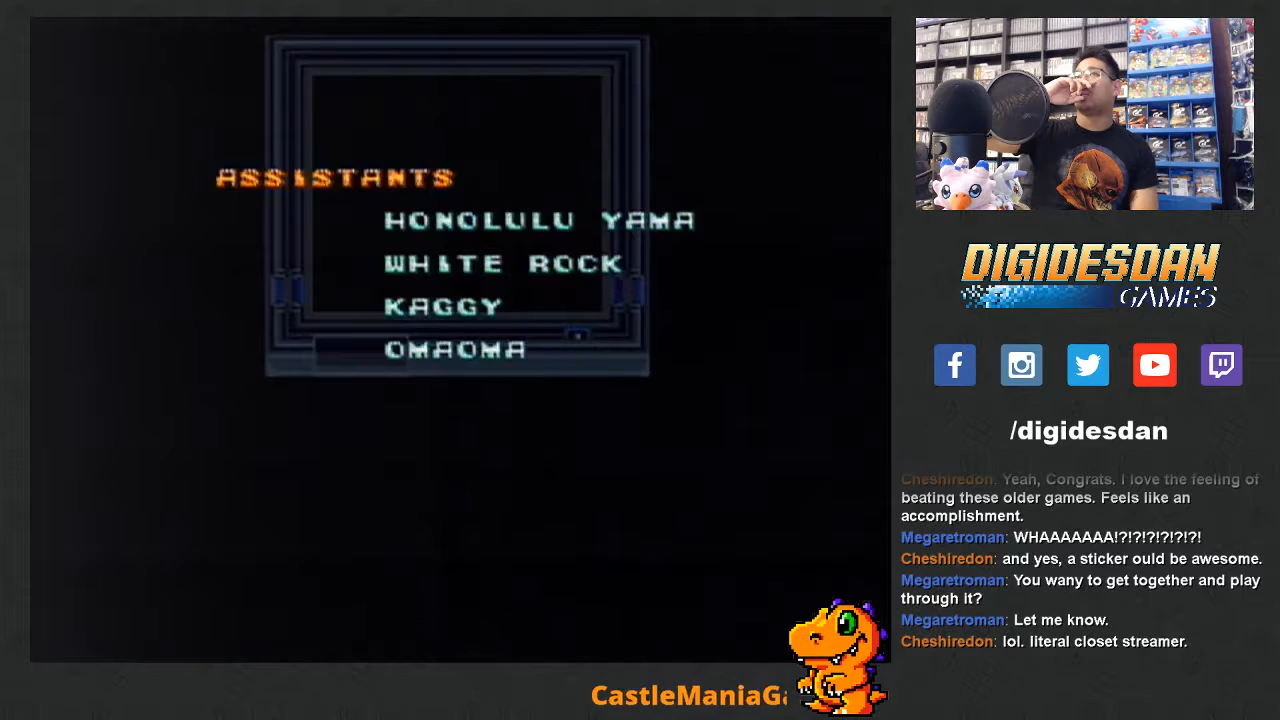 ASSISTANTS
HONOLULU YAMA
WHITE ROCK
KAGGY
OMAOMA
DIGIDESDAN
GAMES
/digidesdan
Cheshiredon: Yeah, Congrats. I love the feeling of
beating these older games. Feels like an
accomplishment.
Megaretroman: WHAAAAAAA!?!?!?!?!?!?!
Cheshiredon: and yes, a sticker ould be awesome.
Megaretroman: You wany to get together and play
through it?
Megaretroman: Let me know.
Cheshiredon: lol. literal closet streamer.
CastleManiaGa